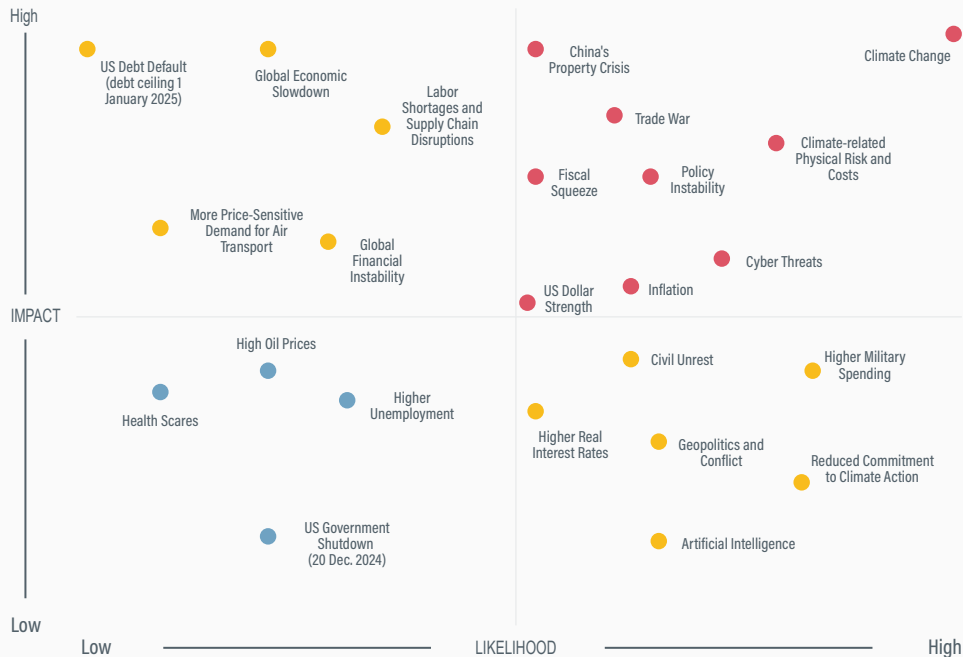 High
US Debt Default
(debt ceiling 1
January 2025)
Global Economic
Slowdown
Labor
Shortages and
Supply Chain
Disruptions
China's
Property Crisis
Climate Change
Trade War
Climate-related
Physical Risk and
Costs
Fiscal
Squeeze
Policy
Instability
More Price-Sensitive
Demand for Air
Transport
Global
Financial
Instability
Cyber Threats
US Dollar
Strength
Inflation
IMPACT
High Oil Prices
Health Scares
Higher
Unemployment
Civil Unrest
Higher Military
Spending
Higher Real
Interest Rates
Geopolitics and
Conflict
Reduced Commitment
to Climate Action
US Government
Shutdown
(20 Dec. 2024)
Artificial Intelligence
Low
Low
LIKELIHOOD
High